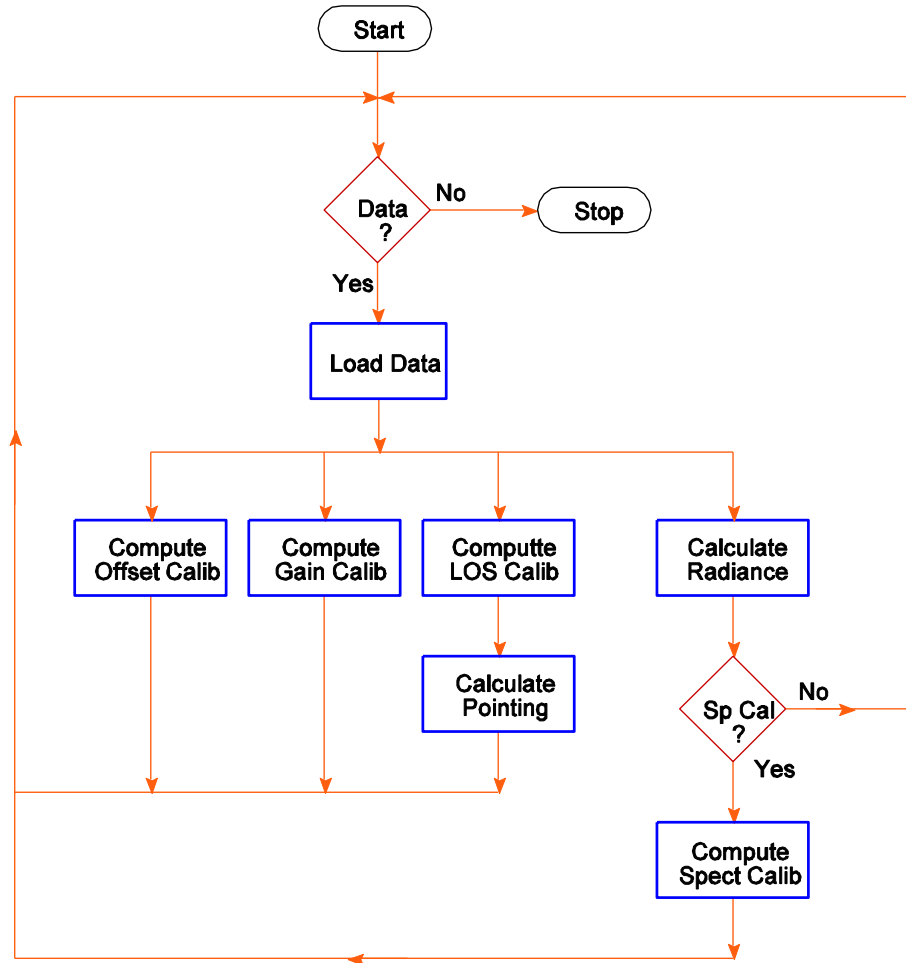 Start
Data
?
No
Stop
Yes
Load Data
Compute
Offset Calib
Compute
Gain Calib
Computte
LOS Calib
Calculate
Radiance
Calculate
Pointing
Sp Cal
?
No
Yes
Compute
Spect Calib